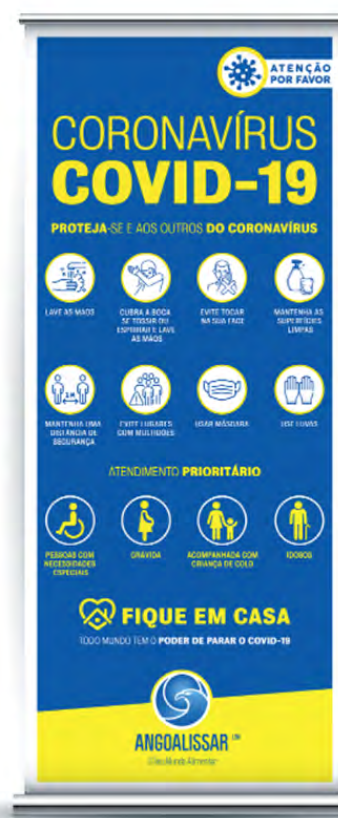 ATENÇÃO
POR FAVOR
CORONAVÍRUS
COVID-19
PROTEJA-SE E AOS OUTROS DO CORONAVÍRUS
LAVE AS MÃOS
CUBRA A BOCA
SE TOSSIR OU
ESPIRRAR E LAVE
AS MÃOS
EVITE TOCAR
NA SUA FACE
MANTENHA AS
SUPERFÍCIES
LIMPAS
MANTENHA UMA
DISTÂNCIA DE
SEGURANÇA
EVITE LUGARES
COM MULTIDÕES
USAR MÁSCARA
USE LUVAS
ATENDIMENTO PRIORITÁRIO
PESSOAS COM
NECESSIDADES
ESPECIAIS
GRÁVIDA
ACOMPANHADA COM
CRIANÇA DE COLO
IDOSOS
FIQUE EM CASA
TODO MUNDO TEM O PODER DE PARAR O COVID-19
ANGOALISSAR